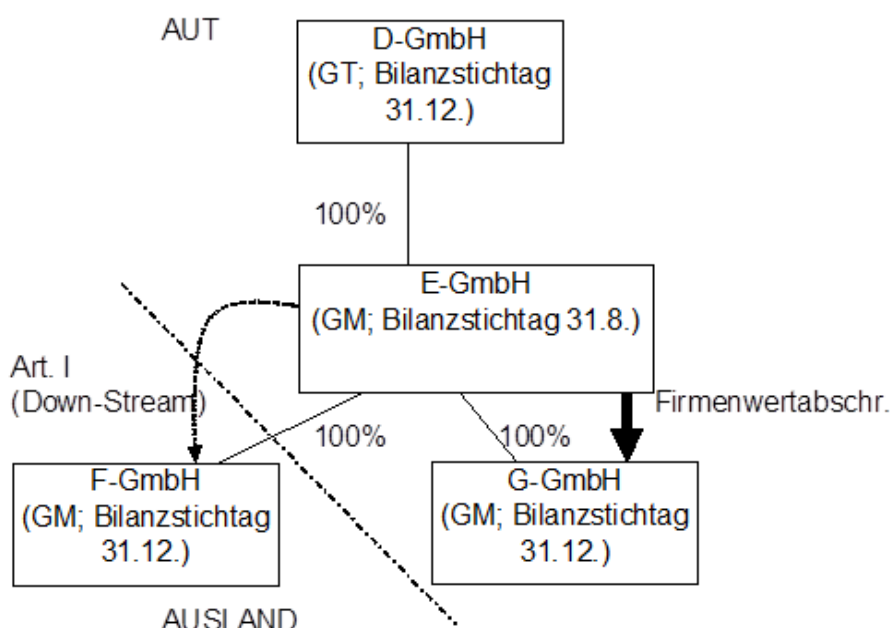 AUT
D-GmbH
(GT; Bilanzstichtag
31.12.)
100%
E-GmbH
(GM; Bilanzstichtag 31.8.)
Art. I
(Down-Stream)
Firmenwertabschr.
100%
100%
F-GmbH
(GM; Bilanzstichtag
31.12.)
G-GmbH
(GM; Bilanzstichtag
31.12.)
AUSLAND